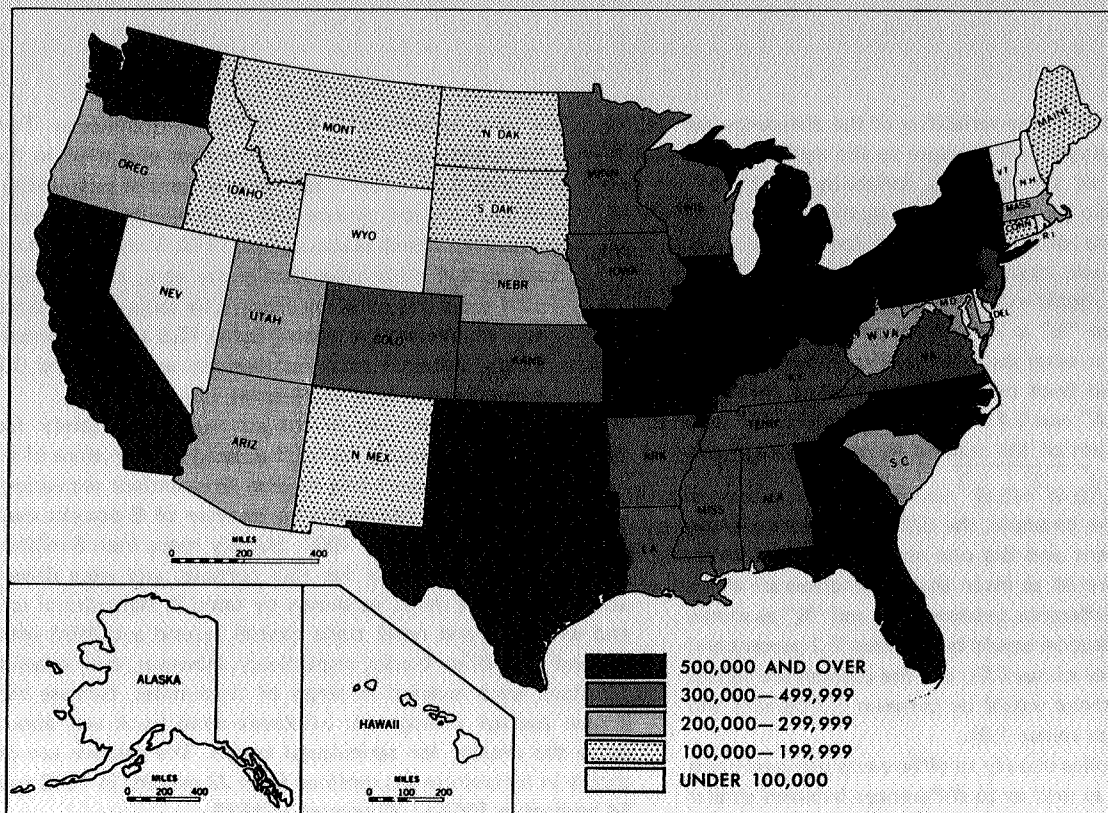 MAINE
MONT
N DAK
VT.
N.H.
OREG
MINN
IDAHO
S DAK
WIS
MASS
CONN
R.I.
WYO
IOWA
NEBR
NEV
UTAH
COLO
KANS
MD
DEL
W VA
VA
KY
TENN
ARIZ
N MEX
ARK
S C
MISS
ALA
LA
MILES
0 200 400
ALASKA
MILES
0 200 400
HAWAII
MILES
0 100 200
500,000 AND OVER
300,000—499,999
200,000—299,999
100,000—199,999
UNDER 100,000